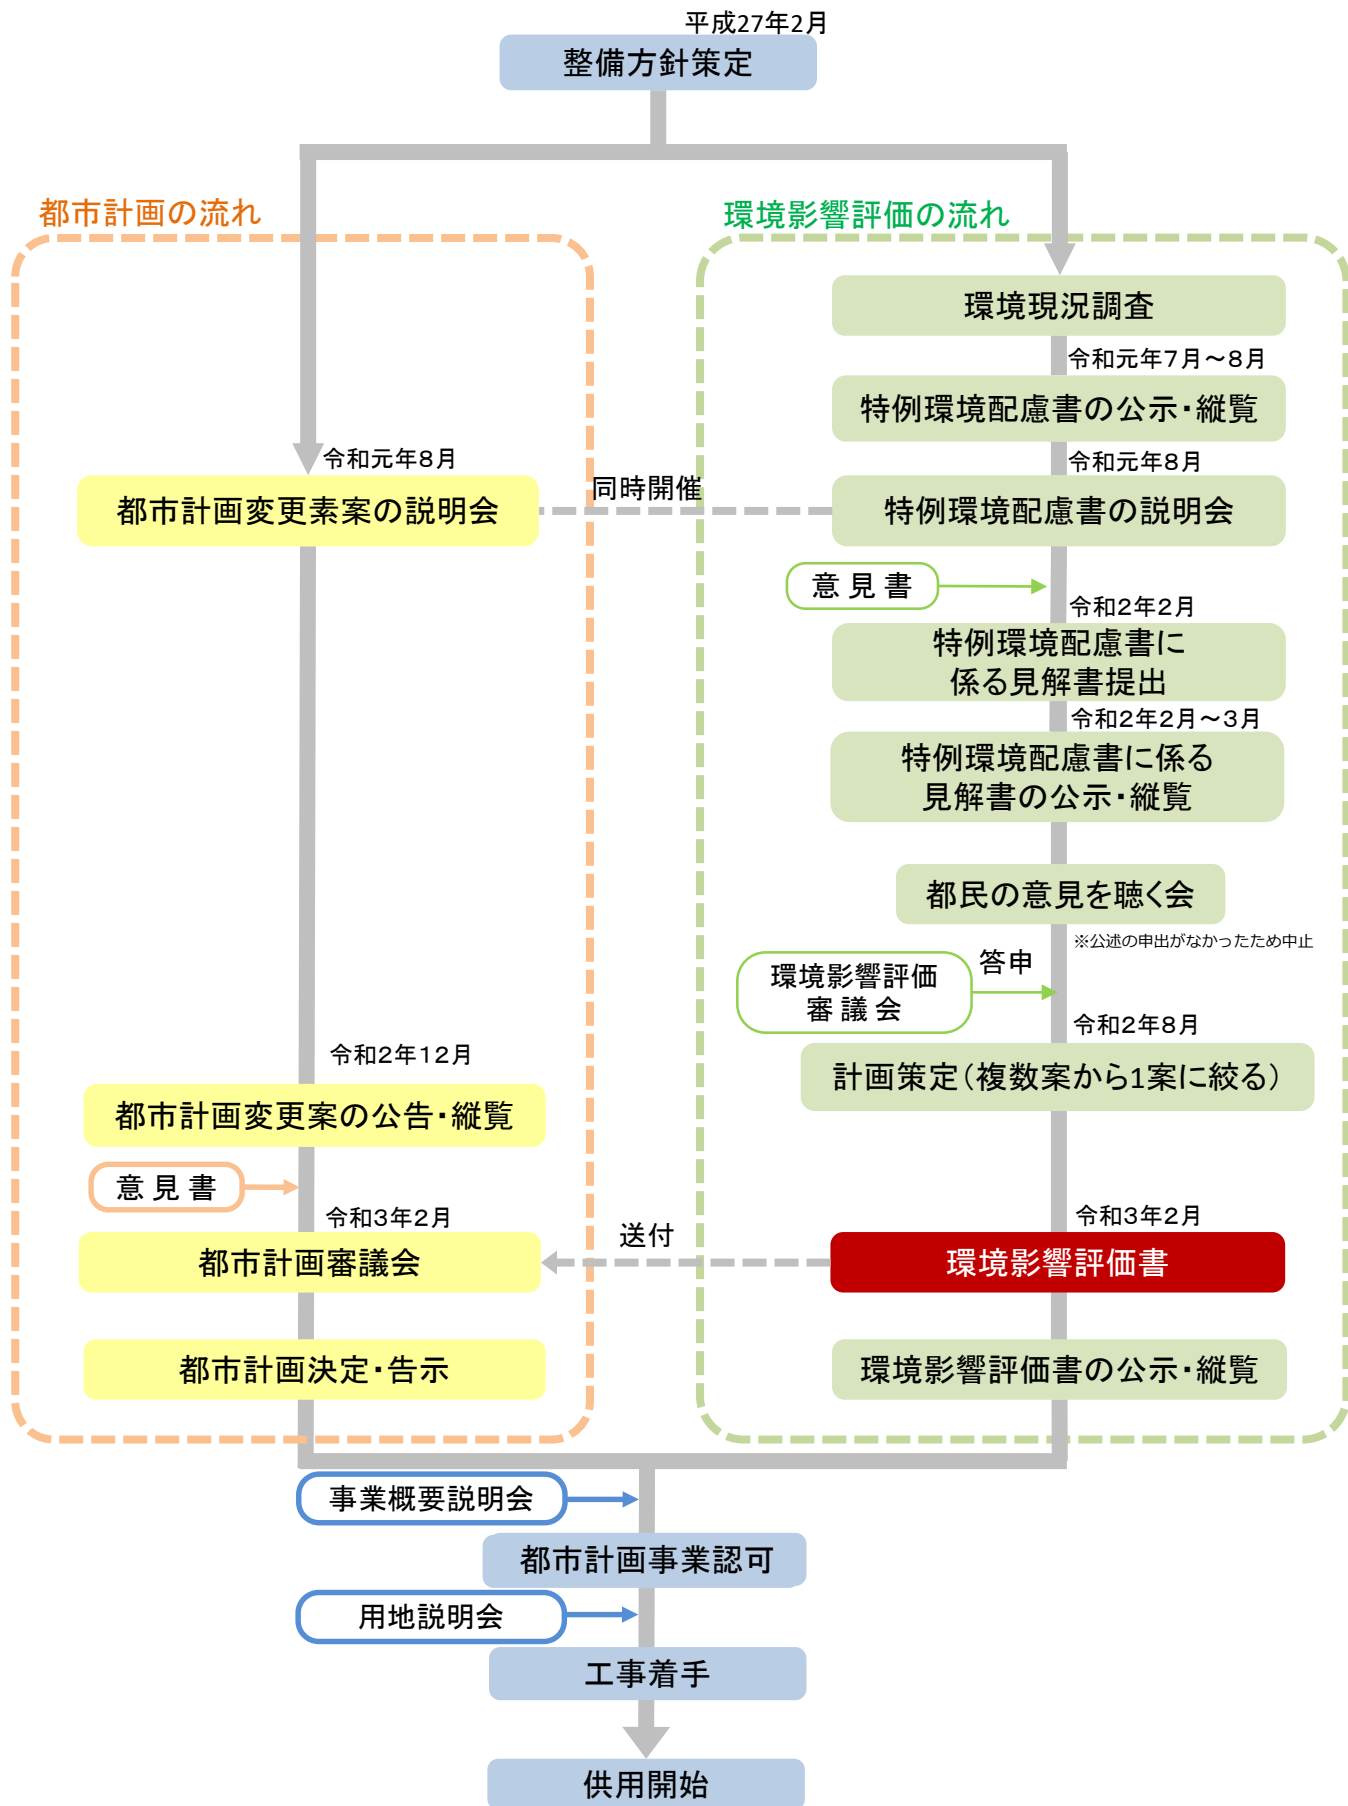 平成27年2月
整備方針策定
都市計画の流れ
令和元年8月
都市計画変更素案の説明会
令和2年12月
都市計画変更案の公告・縦覧
意 見 書
令和3年2月
都市計画審議会
都市計画決定・告示
同時開催
送付
環境影響評価の流れ
環境現況調査
令和元年7月～8月
特例環境配慮書の公示・縦覧
令和元年8月
特例環境配慮書の説明会
意 見 書
令和2年2月
特例環境配慮書に
係る見解書提出
令和2年2月～3月
特例環境配慮書に係る
見解書の公示・縦覧
都民の意見を聴く会
※公述の申出がなかったため中止
環境影響評価
審 議 会
答申
令和2年8月
計画策定（複数案から1案に絞る）
令和3年2月
環境影響評価書
環境影響評価書の公示・縦覧
事業概要説明会
都市計画事業認可
用地説明会
工事着手
供用開始